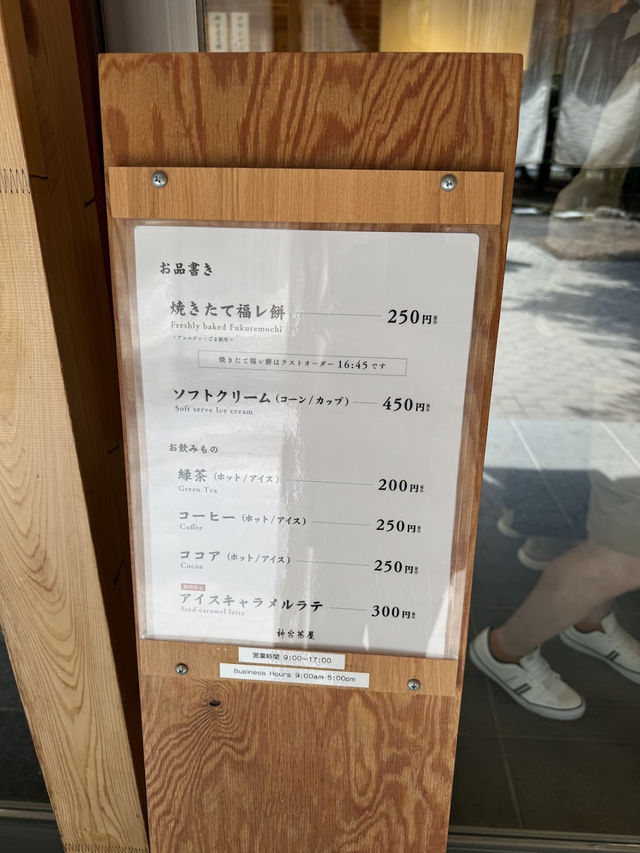 お品書き
焼きたて福レ餅 250円
Freshly baked Fukuremochi
焼きたて福レ餅はラストオーダー 16:45 です
ソフトクリーム (コーン/カップ) 450円
Soft serve Ice cream
お飲みもの
緑茶 (ホット/アイス) 200円
Green Tea
コーヒー (ホット/アイス) 250円
Coffee
ココア (ホット/アイス) 250円
Cocoa
アイスキャラメルラテ 300円
Iced caramel latte
神宮茶屋
営業時間 9:00～17:00
Business Hours 9:00am-5:00pm